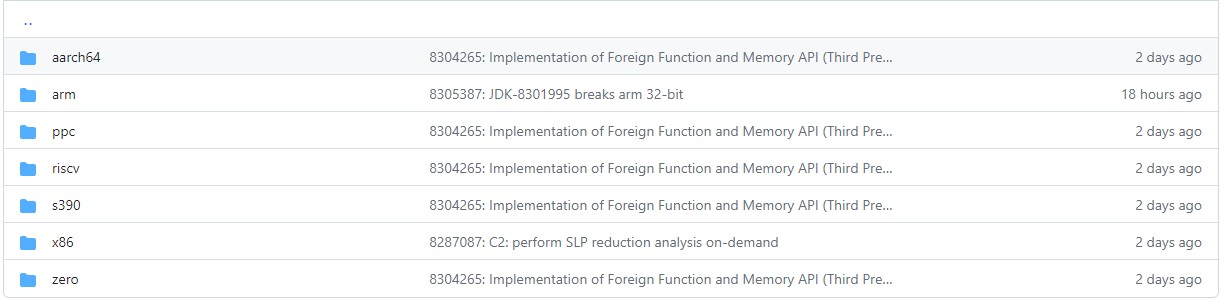 ..
aarch64 8304265: Implementation of Foreign Function and Memory API (Third Pre... 2 days ago
arm 8305387: JDK-8301995 breaks arm 32-bit 18 hours ago
ppc 8304265: Implementation of Foreign Function and Memory API (Third Pre... 2 days ago
riscv 8304265: Implementation of Foreign Function and Memory API (Third Pre... 2 days ago
s390 8304265: Implementation of Foreign Function and Memory API (Third Pre... 2 days ago
x86 8287087: C2: perform SLP reduction analysis on-demand 2 days ago
zero 8304265: Implementation of Foreign Function and Memory API (Third Pre... 2 days ago